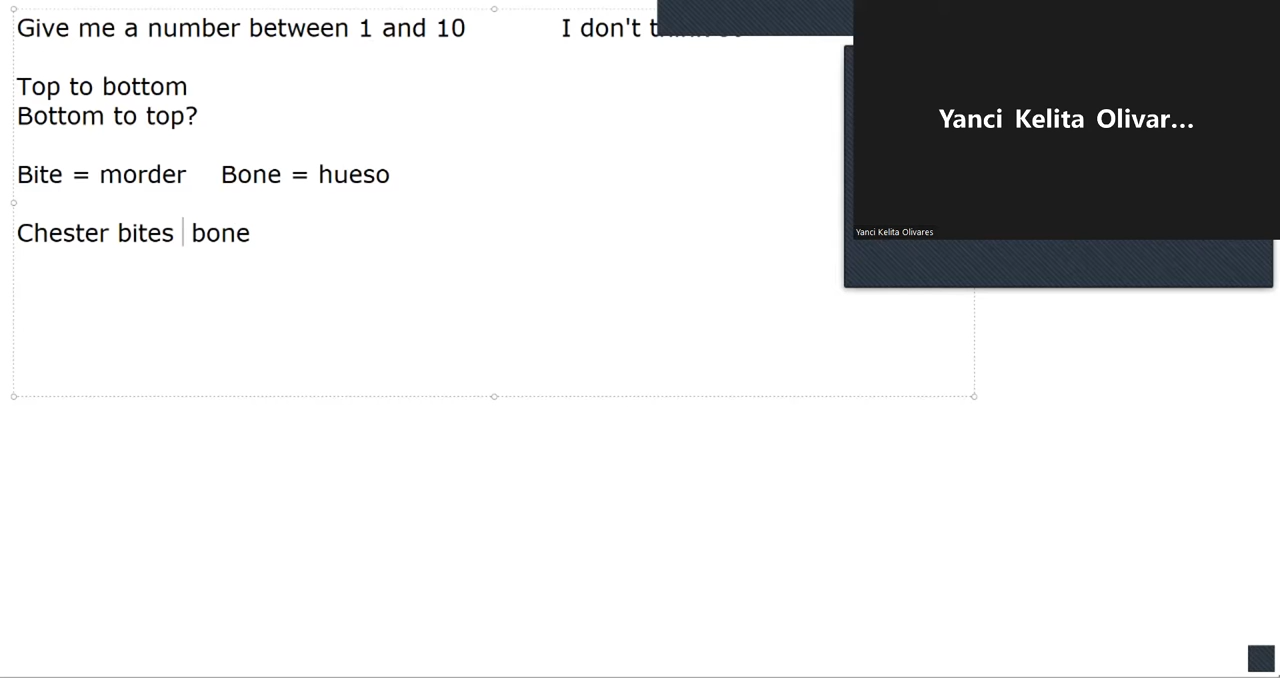 Give me a number between 1 and 10 I don't
Top to bottom
Bottom to top?
Bite = morder Bone = hueso
Chester bites bone
Yanci Kelita Olivar...
Yanci Kelita Olivares